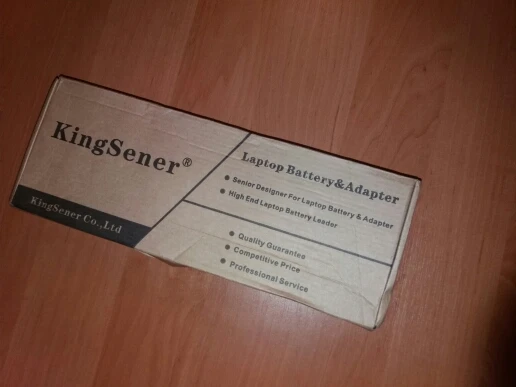 KingSener®
KingSener Co.,Ltd
Laptop Battery&Adapter
● Senior Designer For Laptop Battery & Adapter
● High End Laptop Battery Leader
● Quality Guarantee
● Competitive Price
● Professional Service